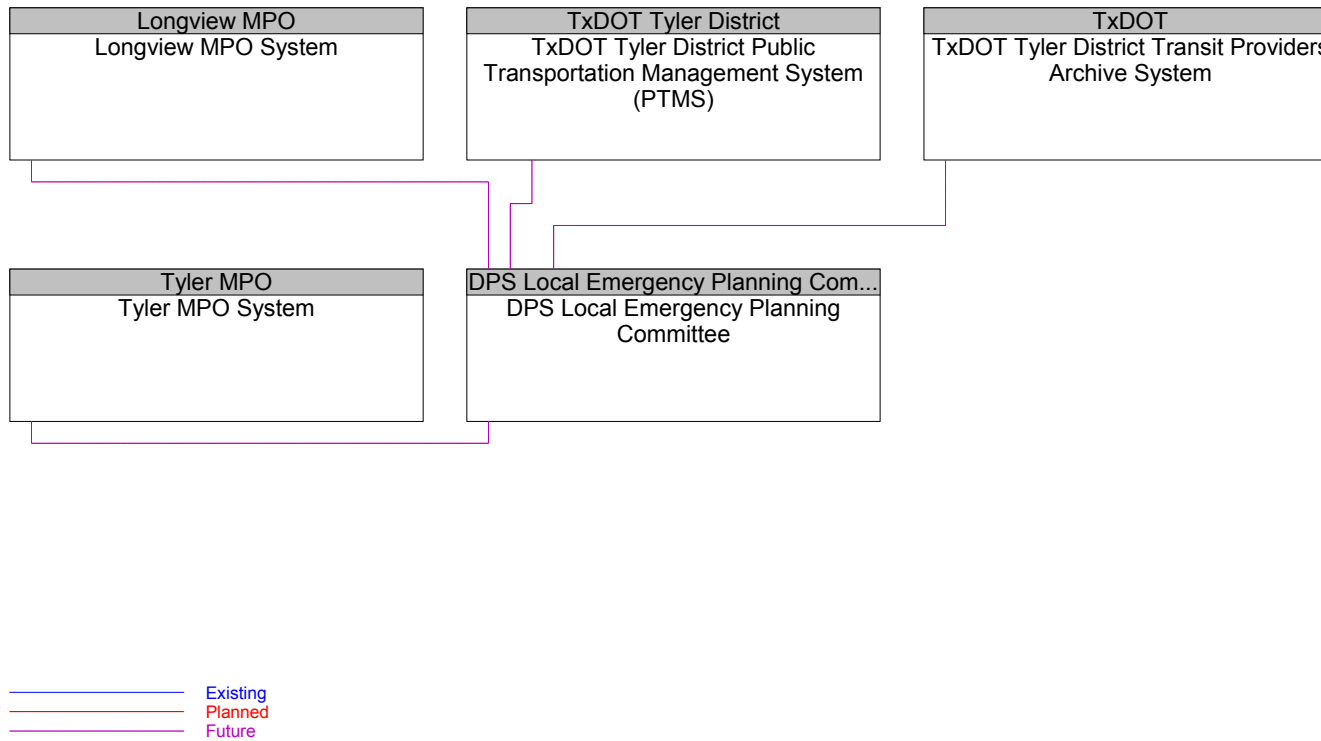 Longview MPO
Longview MPO System
TxDOT Tyler District
TxDOT Tyler District Public
Transportation Management System
(PTMS)
TxDOT
TxDOT Tyler District Transit Providers
Archive System
Tyler MPO
Tyler MPO System
DPS Local Emergency Planning Com...
DPS Local Emergency Planning
Committee
Existing
Planned
Future